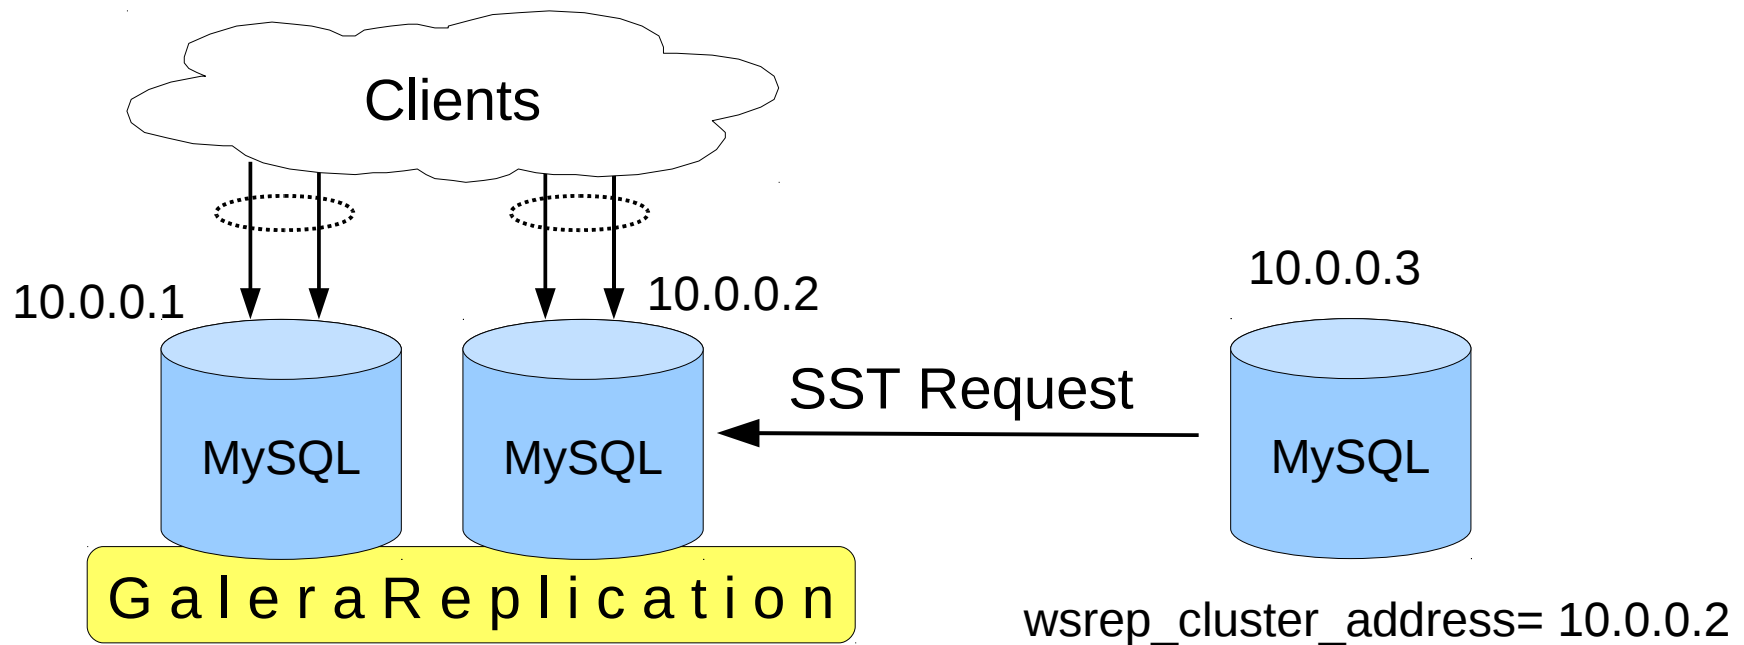 Clients
10.0.0.1
10.0.0.2
10.0.0.3
SST Request
MySQL
MySQL
MySQL
GaleraReplication
wsrep_cluster_address= 10.0.0.2